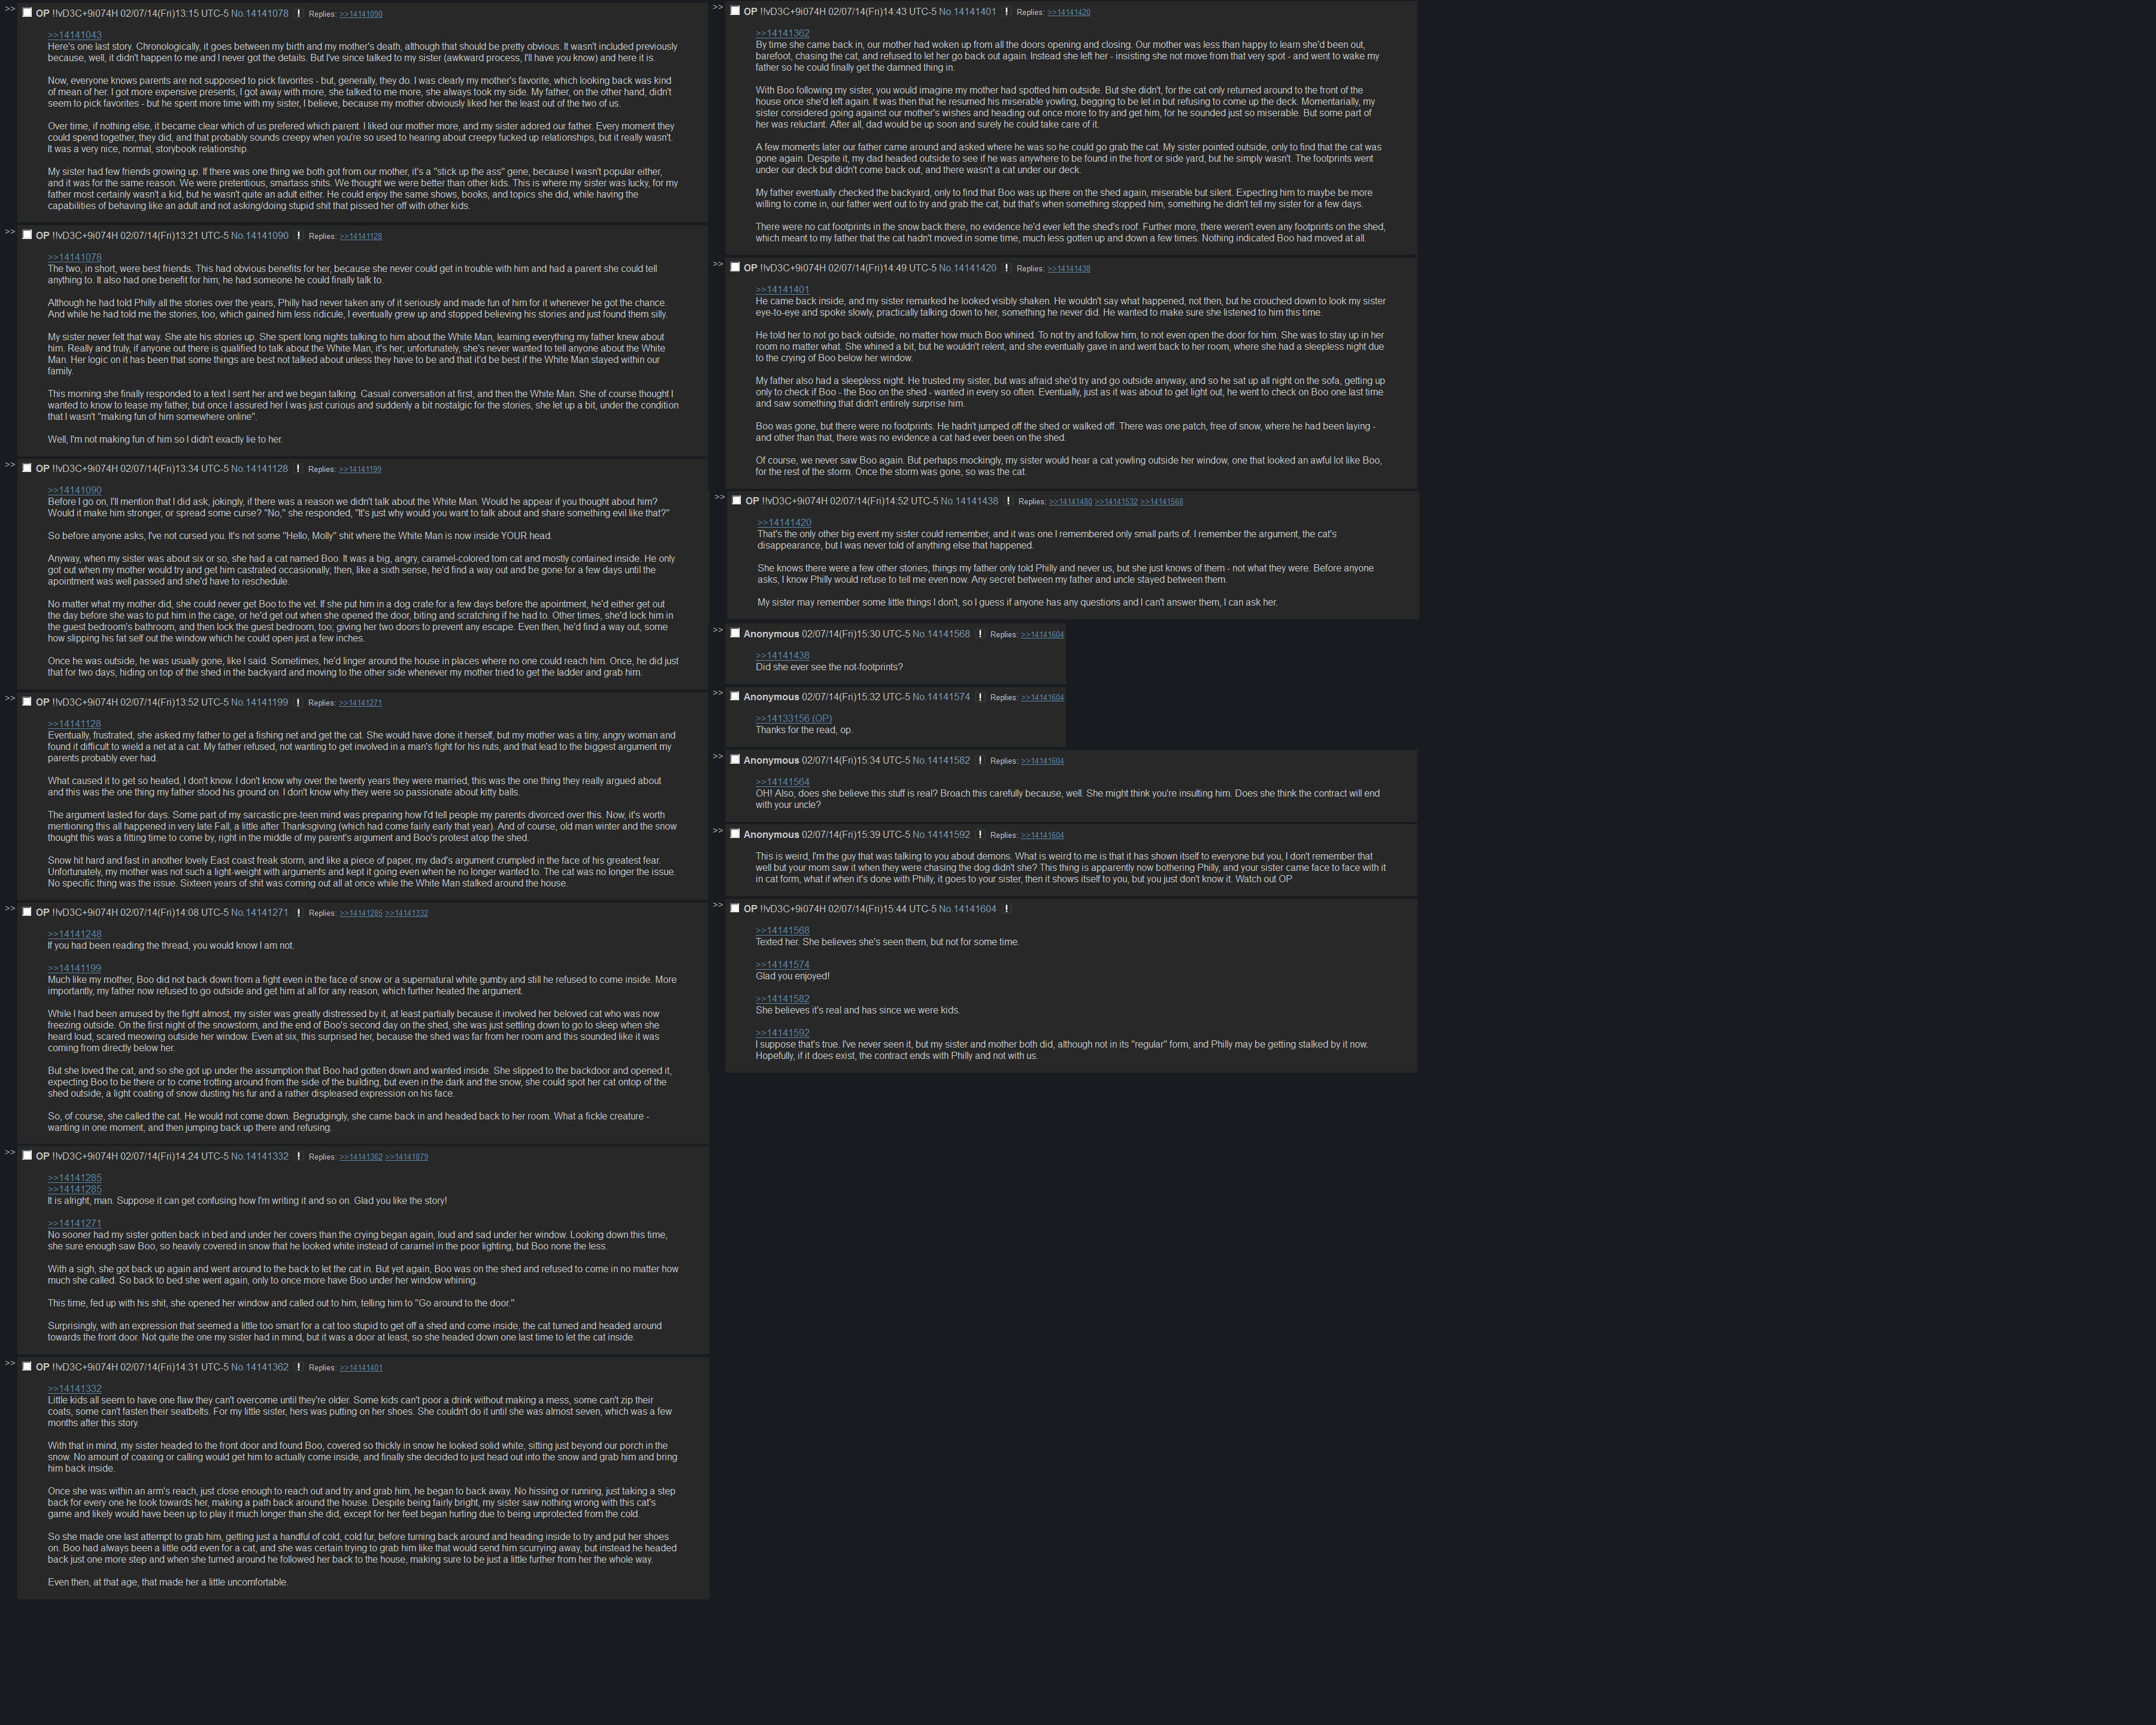 >> OP !!vD3C+9i074H 02/07/14(Fri)13:15 UTC-5 No.14141078 ! Replies: >>14141090
>>14141043
Here's one last story. Chronologically, it goes between my birth and my mother's death, although that should be pretty obvious. It wasn't included previously
because, well, it didn't happen to me and I never got the details. But I've since talked to my sister (awkward process, I'll have you know) and here it is.
Now, everyone knows parents are not supposed to pick favorites - but, generally, they do. I was clearly my mother's favorite, which looking back was kind
of mean of her. I got more expensive presents, I got away with more, she talked to me more, she always took my side. My father, on the other hand, didn't
seem to pick favorites - but he spent more time with my sister, I believe, because my mother obviously liked her the least out of the two of us.
Over time, if nothing else, it became clear which of us prefered which parent. I liked our mother more, and my sister adored our father. Every moment they
could spend together, they did, and that probably sounds creepy when you're so used to hearing about creepy fucked up relationships, but it really wasn't.
It was a very nice, normal, storybook relationship.
My sister had few friends growing up. If there was one thing we both got from our mother, it's a "stick up the ass" gene, because I wasn't popular either,
and it was for the same reason. We were pretentious, smartass shits. We thought we were better than other kids. This is where my sister was lucky, for my
father most certainly wasn't a kid, but he wasn't quite an adult either. He could enjoy the same shows, books, and topics she did, while having the
capabilities of behaving like an adult and not asking/doing stupid shit that pissed her off with other kids.
>> OP !!vD3C+9i074H 02/07/14(Fri)13:21 UTC-5 No.14141090 ! Replies: >>14141128
>>14141078
The two, in short, were best friends. This had obvious benefits for her, because she never could get in trouble with him and had a parent she could tell
anything to. It also had one benefit for him; he had someone he could finally talk to.
Although he had told Philly all the stories over the years, Philly had never taken any of it seriously and made fun of him for it whenever he got the chance.
And while he had told me the stories, too, which gained him less ridicule, I eventually grew up and stopped believing his stories and just found them silly.
My sister never felt that way. She ate his stories up. She spent long nights talking to him about the White Man, learning everything my father knew about
him. Really and truly, if anyone out there is qualified to talk about the White Man, it's her; unfortunately, she's never wanted to tell anyone about the White
Man. Her logic on it has been that some things are best not talked about unless they have to be and that it'd be best if the White Man stayed within our
family.
This morning she finally responded to a text I sent her and we began talking. Casual conversation at first, and then the White Man. She of course thought I
wanted to know to tease my father, but once I assured her I was just curious and suddenly a bit nostalgic for the stories, she let up a bit, under the condition
that I wasn't "making fun of him somewhere online".
Well, I'm not making fun of him so I didn't exactly lie to her.
>> OP !!vD3C+9i074H 02/07/14(Fri)13:34 UTC-5 No.14141128 ! Replies: >>14141199
>>14141090
Before I go on, I'll mention that I did ask, jokingly, if there was a reason we didn't talk about the White Man. Would he appear if you thought about him?
Would it make him stronger, or spread some curse? "No," she responded, "It's just why would you want to talk about and share something evil like that?"
So before anyone asks, I've not cursed you. It's not some "Hello, Molly" shit where the White Man is now inside YOUR head.
Anyway, when my sister was about six or so, she had a cat named Boo. It was a big, angry, caramel-colored tom cat and mostly contained inside. He only
got out when my mother would try and get him castrated occasionally; then, like a sixth sense, he'd find a way out and be gone for a few days until the
apointment was well passed and she'd have to reschedule.
No matter what my mother did, she could never get Boo to the vet. If she put him in a dog crate for a few days before the apointment, he'd either get out
the day before she was to put him in the cage, or he'd get out when she opened the door, biting and scratching if he had to. Other times, she'd lock him in
the guest bedroom's bathroom, and then lock the guest bedroom, too; giving her two doors to prevent any escape. Even then, he'd find a way out, some
how slipping his fat self out the window which he could open just a few inches.
Once he was outside, he was usually gone, like I said. Sometimes, he'd linger around the house in places where no one could reach him. Once, he did just
that for two days, hiding on top of the shed in the backyard and moving to the other side whenever my mother tried to get the ladder and grab him.
>> OP !!vD3C+9i074H 02/07/14(Fri)13:52 UTC-5 No.14141199 ! Replies: >>14141271
>>14141128
Eventually, frustrated, she asked my father to get a fishing net and get the cat. She would have done it herself, but my mother was a tiny, angry woman and
found it difficult to wield a net at a cat. My father refused, not wanting to get involved in a man's fight for his nuts, and that lead to the biggest argument my
parents probably ever had.
What caused it to get so heated, I don't know. I don't know why over the twenty years they were married, this was the one thing they really argued about
and this was the one thing my father stood his ground on. I don't know why they were so passionate about kitty balls.
The argument lasted for days. Some part of my sarcastic pre-teen mind was preparing how I'd tell people my parents divorced over this. Now, it's worth
mentioning this all happened in very late Fall, a little after Thanksgiving (which had come fairly early that year). And of course, old man winter and the snow
thought this was a fitting time to come by, right in the middle of my parent's argument and Boo's protest atop the shed.
Snow hit hard and fast in another lovely East coast freak storm, and like a piece of paper, my dad's argument crumpled in the face of his greatest fear.
Unfortunately, my mother was not such a light-weight with arguments and kept it going even when he no longer wanted to. The cat was no longer the issue.
No specific thing was the issue. Sixteen years of shit was coming out all at once while the White Man stalked around the house.
>> OP !!vD3C+9i074H 02/07/14(Fri)14:08 UTC-5 No.14141271 ! Replies: >>14141285 >>14141332
>>14141248
If you had been reading the thread, you would know I am not.
>>14141199
Much like my mother, Boo did not back down from a fight even in the face of snow or a supernatural white gumby and still he refused to come inside. More
importantly, my father now refused to go outside and get him at all for any reason, which further heated the argument.
While I had been amused by the fight almost, my sister was greatly distressed by it, at least partially because it involved her beloved cat who was now
freezing outside. On the first night of the snowstorm, and the end of Boo's second day on the shed, she was just settling down to go to sleep when she
heard loud, scared meowing outside her window. Even at six, this surprised her, because the shed was far from her room and this sounded like it was
coming from directly below her.
But she loved the cat, and so she got up under the assumption that Boo had gotten down and wanted inside. She slipped to the backdoor and opened it,
expecting Boo to be there or to come trotting around from the side of the building, but even in the dark and the snow, she could spot her cat ontop of the
shed outside, a light coating of snow dusting his fur and a rather displeased expression on his face.
So, of course, she called the cat. He would not come down. Begrudgingly, she came back in and headed back to her room. What a fickle creature -
wanting in one moment, and then jumping back up there and refusing.
>> OP !!vD3C+9i074H 02/07/14(Fri)14:24 UTC-5 No.14141332 ! Replies: >>14141362 >>14141879
>>14141285
>>14141285
It is alright, man. Suppose it can get confusing how I'm writing it and so on. Glad you like the story!
>>14141271
No sooner had my sister gotten back in bed and under her covers than the crying began again, loud and sad under her window. Looking down this time,
she sure enough saw Boo, so heavily covered in snow that he looked white instead of caramel in the poor lighting, but Boo none the less.
With a sigh, she got back up again and went around to the back to let the cat in. But yet again, Boo was on the shed and refused to come in no matter how
much she called. So back to bed she went again, only to once more have Boo under her window whining.
This time, fed up with his shit, she opened her window and called out to him, telling him to "Go around to the door."
Surprisingly, with an expression that seemed a little too smart for a cat too stupid to get off a shed and come inside, the cat turned and headed around
towards the front door. Not quite the one my sister had in mind, but it was a door at least, so she headed down one last time to let the cat inside.
>> OP !!vD3C+9i074H 02/07/14(Fri)14:31 UTC-5 No.14141362 ! Replies: >>14141401
>>14141332
Little kids all seem to have one flaw they can't overcome until they're older. Some kids can't poor a drink without making a mess, some can't zip their
coats, some can't fasten their seatbelts. For my little sister, hers was putting on her shoes. She couldn't do it until she was almost seven, which was a few
months after this story.
With that in mind, my sister headed to the front door and found Boo, covered so thickly in snow he looked solid white, sitting just beyond our porch in the
snow. No amount of coaxing or calling would get him to actually come inside, and finally she decided to just head out into the snow and grab him and bring
him back inside.
Once she was within an arm's reach, just close enough to reach out and try and grab him, he began to back away. No hissing or running, just taking a step
back for every one he took towards her, making a path back around the house. Despite being fairly bright, my sister saw nothing wrong with this cat's
game and likely would have been up to play it much longer than she did, except for her feet began hurting due to being unprotected from the cold.
So she made one last attempt to grab him, getting just a handful of cold, cold fur, before turning back around and heading inside to try and put her shoes
on. Boo had always been a little odd even for a cat, and she was certain trying to grab him like that would send him scurrying away, but instead he headed
back just one more step and when she turned around he followed her back to the house, making sure to be just a little further from her the whole way.
Even then, at that age, that made her a little uncomfortable.
>> OP !!vD3C+9i074H 02/07/14(Fri)14:43 UTC-5 No.14141401 ! Replies: >>14141420
>>14141362
By time she came back in, our mother had woken up from all the doors opening and closing. Our mother was less than happy to learn she'd been out,
barefoot, chasing the cat, and refused to let her go back out again. Instead she left her - insisting she not move from that very spot - and went to wake my
father so he could finally get the damned thing in.
With Boo following my sister, you would imagine my mother had spotted him outside. But she didn't, for the cat only returned around to the front of the
house once she'd left again. It was then that he resumed his miserable yowling, begging to be let in but refusing to come up the deck. Momentarialy, my
sister considered going against our mother's wishes and heading out once more to try and get him, for he sounded just so miserable. But some part of
her was reluctant. After all, dad would be up soon and surely he could take care of it.
A few moments later our father came around and asked where he was so he could go grab the cat. My sister pointed outside, only to find that the cat was
gone again. Despite it, my dad headed outside to see if he was anywhere to be found in the front or side yard, but he simply wasn't. The footprints went
under our deck but didn't come back out, and there wasn't a cat under our deck.
My father eventually checked the backyard, only to find that Boo was up there on the shed again, miserable but silent. Expecting him to maybe be more
willing to come in, our father went out to try and grab the cat, but that's when something stopped him, something he didn't tell my sister for a few days.
There were no cat footprints in the snow back there, no evidence he'd ever left the shed's roof. Further more, there weren't even any footprints on the shed,
which meant to my father that the cat hadn't moved in some time, much less gotten up and down a few times. Nothing indicated Boo had moved at all.
>> OP !!vD3C+9i074H 02/07/14(Fri)14:49 UTC-5 No.14141420 ! Replies: >>14141438
>>14141401
He came back inside, and my sister remarked he looked visibly shaken. He wouldn't say what happened, not then, but he crouched down to look my sister
eye-to-eye and spoke slowly, practically talking down to her, something he never did. He wanted to make sure she listened to him this time.
He told her to not go back outside, no matter how much Boo whined. To not try and follow him, to not even open the door for him. She was to stay up in her
room no matter what. She whined a bit, but he wouldn't relent, and she eventually gave in and went back to her room, where she had a sleepless night due
to the crying of Boo below her window.
My father also had a sleepless night. He trusted my sister, but was afraid she'd try and go outside anyway, and so he sat up all night on the sofa, getting up
only to check if Boo - the Boo on the shed - wanted in every so often. Eventually, just as it was about to get light out, he went to check on Boo one last time
and saw something that didn't entirely surprise him.
Boo was gone, but there were no footprints. He hadn't jumped off the shed or walked off. There was one patch, free of snow, where he had been laying -
and other than that, there was no evidence a cat had ever been on the shed.
Of course, we never saw Boo again. But perhaps mockingly, my sister would hear a cat yowling outside her window, one that looked an awful lot like Boo,
for the rest of the storm. Once the storm was gone, so was the cat.
>> OP !!vD3C+9i074H 02/07/14(Fri)14:52 UTC-5 No.14141438 ! Replies: >>14141480 >>14141532 >>14141568
>>14141420
That's the only other big event my sister could remember, and it was one I remembered only small parts of. I remember the argument, the cat's
disappearance, but I was never told of anything else that happened.
She knows there were a few other stories, things my father only told Philly and never us, but she just knows of them - not what they were. Before anyone
asks, I know Philly would refuse to tell me even now. Any secret between my father and uncle stayed between them.
My sister may remember some little things I don't, so I guess if anyone has any questions and I can't answer them, I can ask her.
>> Anonymous 02/07/14(Fri)15:30 UTC-5 No.14141568 ! Replies: >>14141604
>>14141438
Did she ever see the not-footprints?
>> Anonymous 02/07/14(Fri)15:32 UTC-5 No.14141574 ! Replies: >>14141604
>>14133156 (OP)
Thanks for the read, op.
>> Anonymous 02/07/14(Fri)15:34 UTC-5 No.14141582 ! Replies: >>14141604
>>14141564
OH! Also, does she believe this stuff is real? Broach this carefully because, well. She might think you're insulting him. Does she think the contract will end
with your uncle?
>> Anonymous 02/07/14(Fri)15:39 UTC-5 No.14141592 ! Replies: >>14141604
This is weird, I'm the guy that was talking to you about demons. What is weird to me is that it has shown itself to everyone but you, I don't remember that
well but your mom saw it when they were chasing the dog didn't she? This thing is apparently now bothering Philly, and your sister came face to face with it
in cat form, what if when it's done with Philly, it goes to your sister, then it shows itself to you, but you just don't know it. Watch out OP
>> OP !!vD3C+9i074H 02/07/14(Fri)15:44 UTC-5 No.14141604 !
>>14141568
Texted her. She believes she's seen them, but not for some time.
>>14141574
Glad you enjoyed!
>>14141582
She believes it's real and has since we were kids.
>>14141592
I suppose that's true. I've never seen it, but my sister and mother both did, although not in its "regular" form, and Philly may be getting stalked by it now.
Hopefully, if it does exist, the contract ends with Philly and not with us.